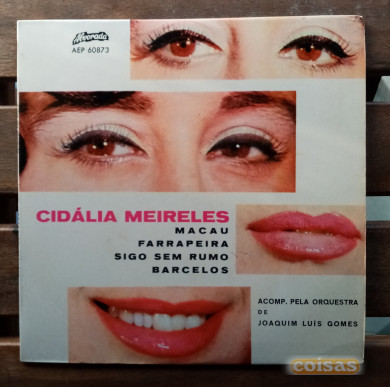 Alvorada
AEP 60873
CIDÁLIA MEIRELES
MACAU
FARRAPEIRA
SIGO SEM RUMO
BARCELOS
ACOMP. PELA ORQUESTRA
DE
JOAQUIM LUÍS GOMES
coisas